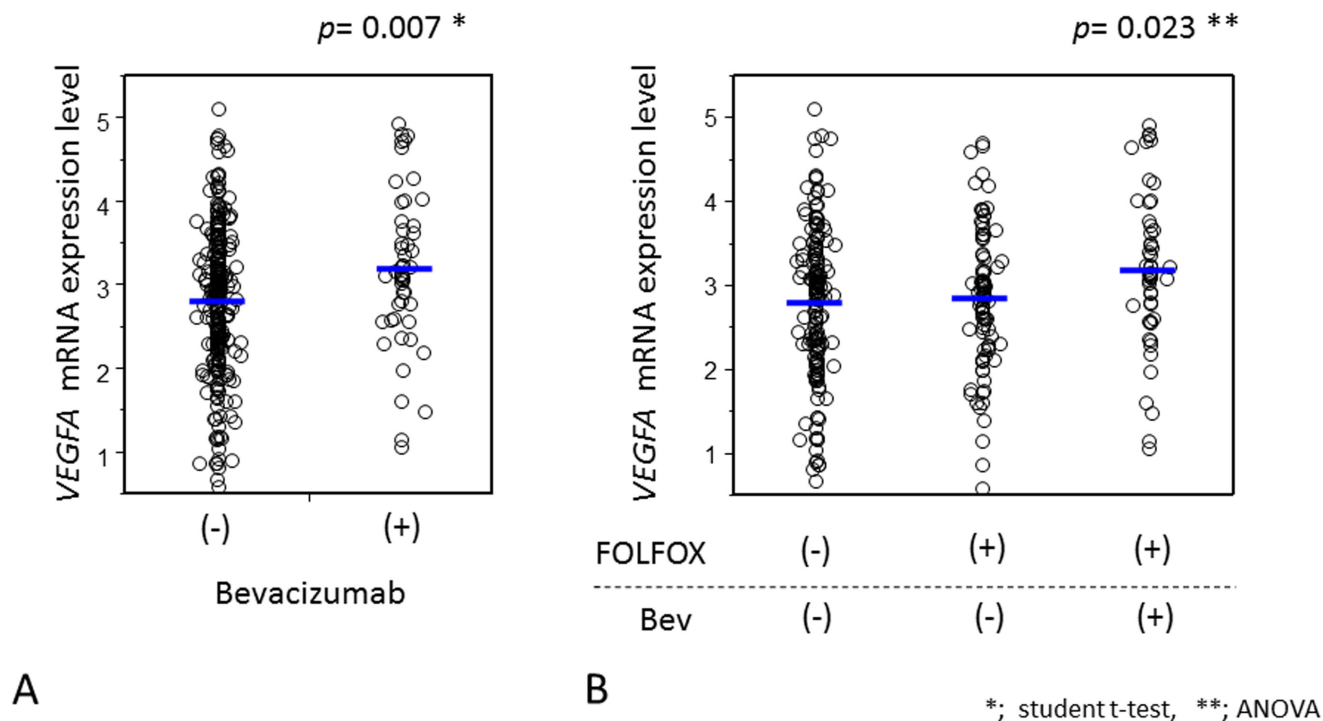 p= 0.007 *
VEGFA mRNA expression level
5
4
3
2
1
(-) (+)
Bevacizumab
A
p= 0.023 **
VEGFA mRNA expression level
5
4
3
2
1
FOLFOX (-) (+) (+)
Bev (-) (-) (+)
B
*; student t-test, **; ANOVA